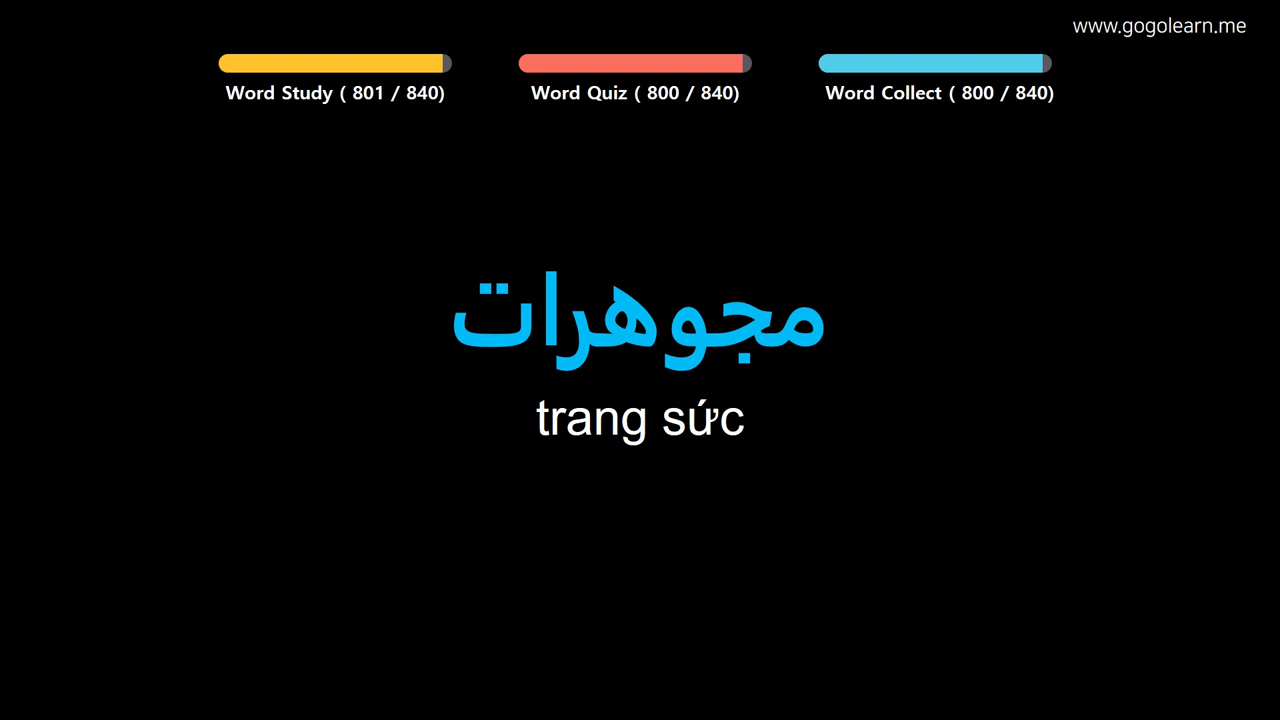 www.gogolearn.me
Word Study ( 801 / 840)
Word Quiz ( 800 / 840)
Word Collect ( 800 / 840)
مجوهرات
trang sức